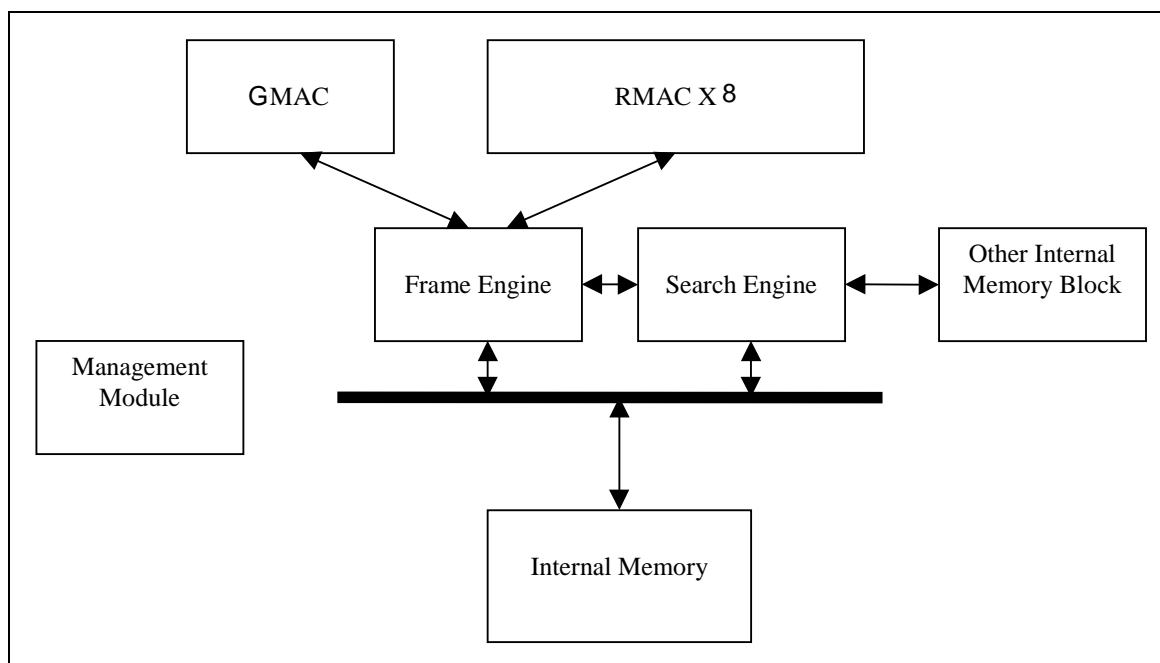 GMAC
RMAC X 8
Frame Engine
Search Engine
Other Internal
Memory Block
Management
Module
Internal Memory